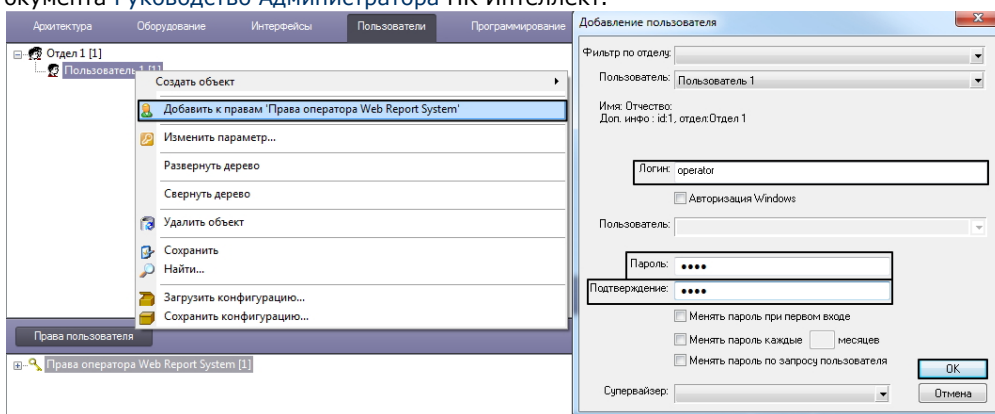 окумента Руководство Администратора ПК Интеллект.
Архитектура Оборудование Интерфейсы Пользователи Программирование
Отдел 1 [1]
Пользователь 1 [1]
Создать объект
Добавить к правам 'Права оператора Web Report System'
Изменить параметр...
Развернуть дерево
Свернуть дерево
Удалить объект
Сохранить
Найти...
Загрузить конфигурацию...
Сохранить конфигурацию...
Права пользователя
Права оператора Web Report System [1]
Добавление пользователя
Фильтр по отделу:
Пользователь: Пользователь 1
Имя: Отчество:
Доп. инфо : id:1, отдел:Отдел 1
Логин: operator
Авторизация Windows
Пользователь:
Пароль: ••••
Подтверждение: ••••
Менять пароль при первом входе
Менять пароль каждые месяцев
Менять пароль по запросу пользователя
OK
Супервайзер:
Отмена